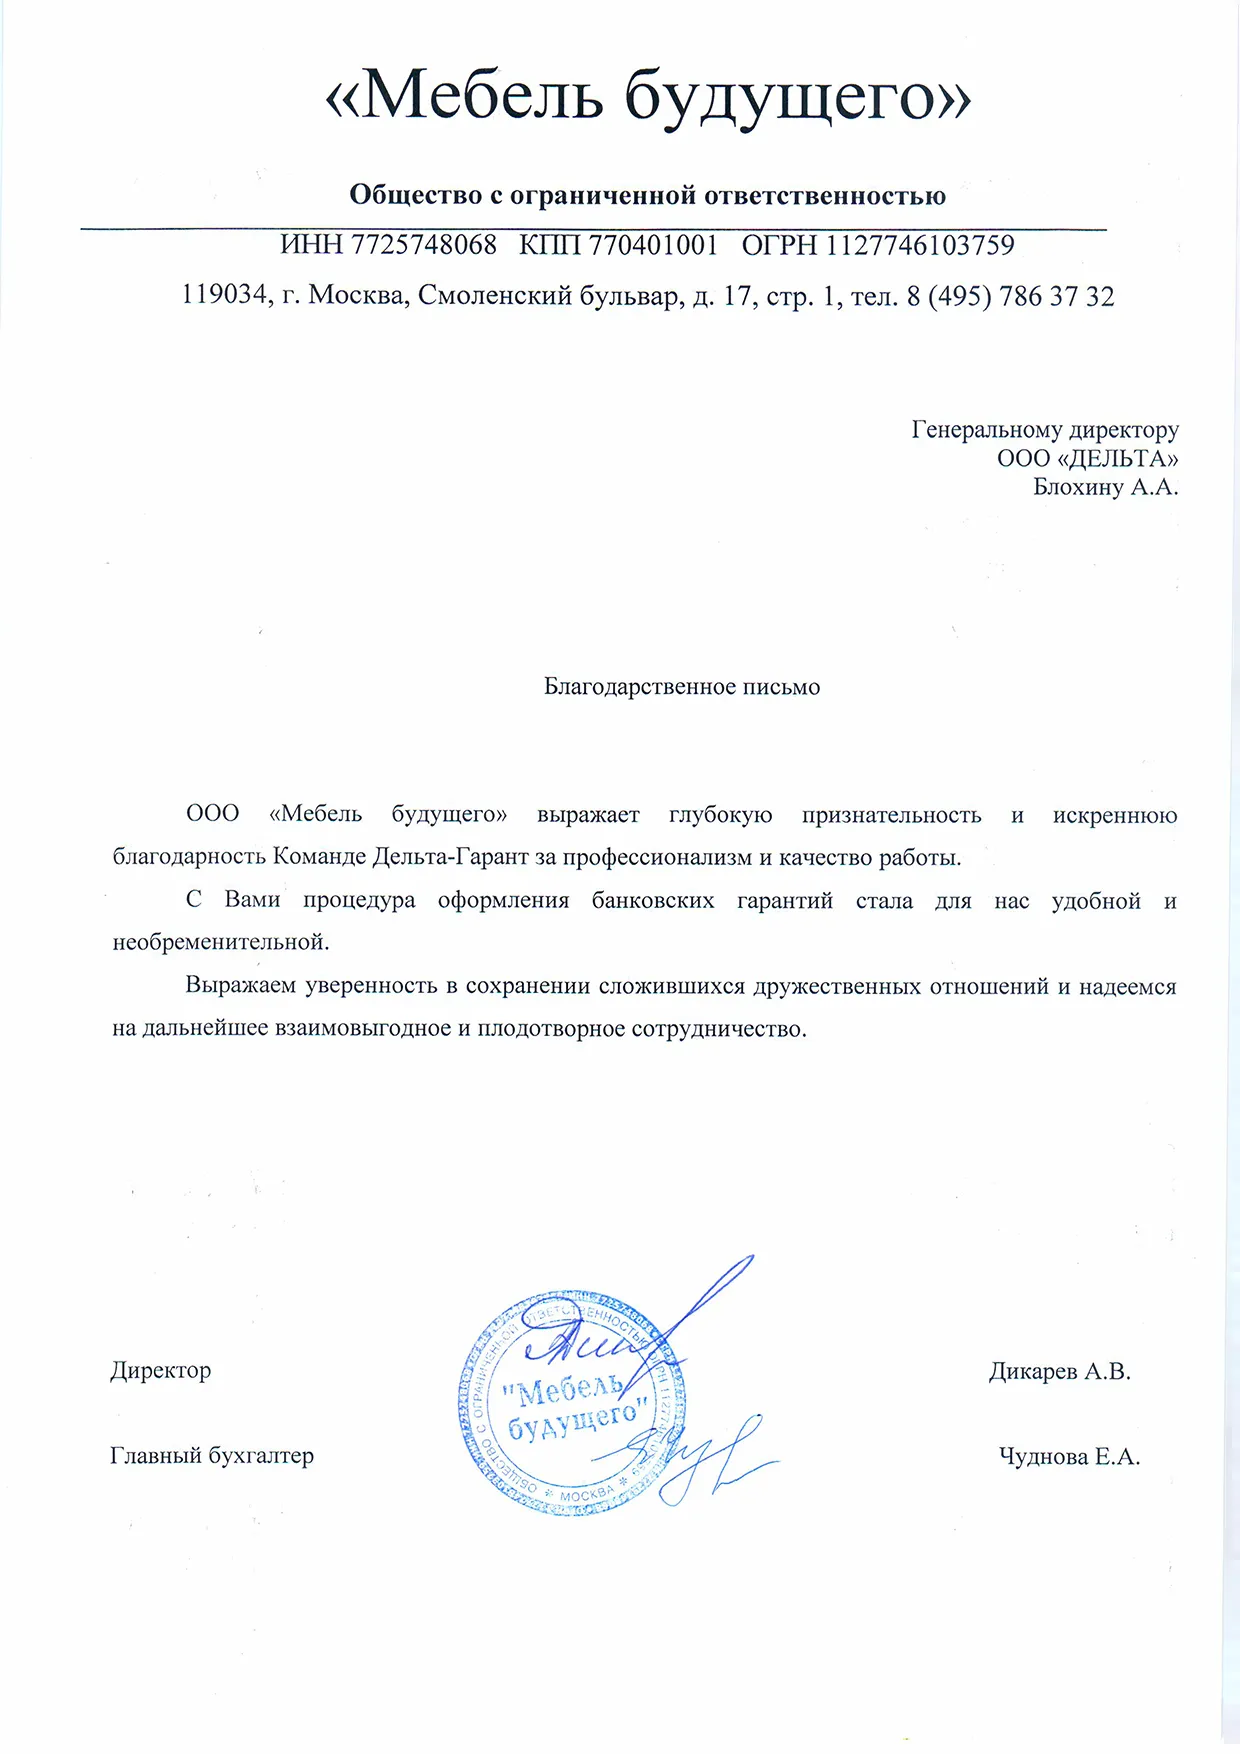 «Мебель будущего»
Общество с ограниченной ответственностью
ИНН 7725748068 КПП 770401001 ОГРН 1127746103759
119034, г. Москва, Смоленский бульвар, д. 17, стр. 1, тел. 8 (495) 786 37 32
Генеральному директору
ООО «ДЕЛЬТА»
Блохину А.А.
Благодарственное письмо
ООО «Мебель будущего» выражает глубокую признательность и искреннюю
благодарность Команде Дельта-Гарант за профессионализм и качество работы.
С Вами процедура оформления банковских гарантий стала для нас удобной и
необременительной.
Выражаем уверенность в сохранении сложившихся дружественных отношений и надеемся
на дальнейшее взаимовыгодное и плодотворное сотрудничество.
Директор
Дикарев А.В.
ОБЩЕСТВО С ОГРАНИЧЕННОЙ ОТВЕТСТВЕННОСТЬЮ
"Мебель
будущего"
МОСКВА
Главный бухгалтер
Чуднова Е.А.